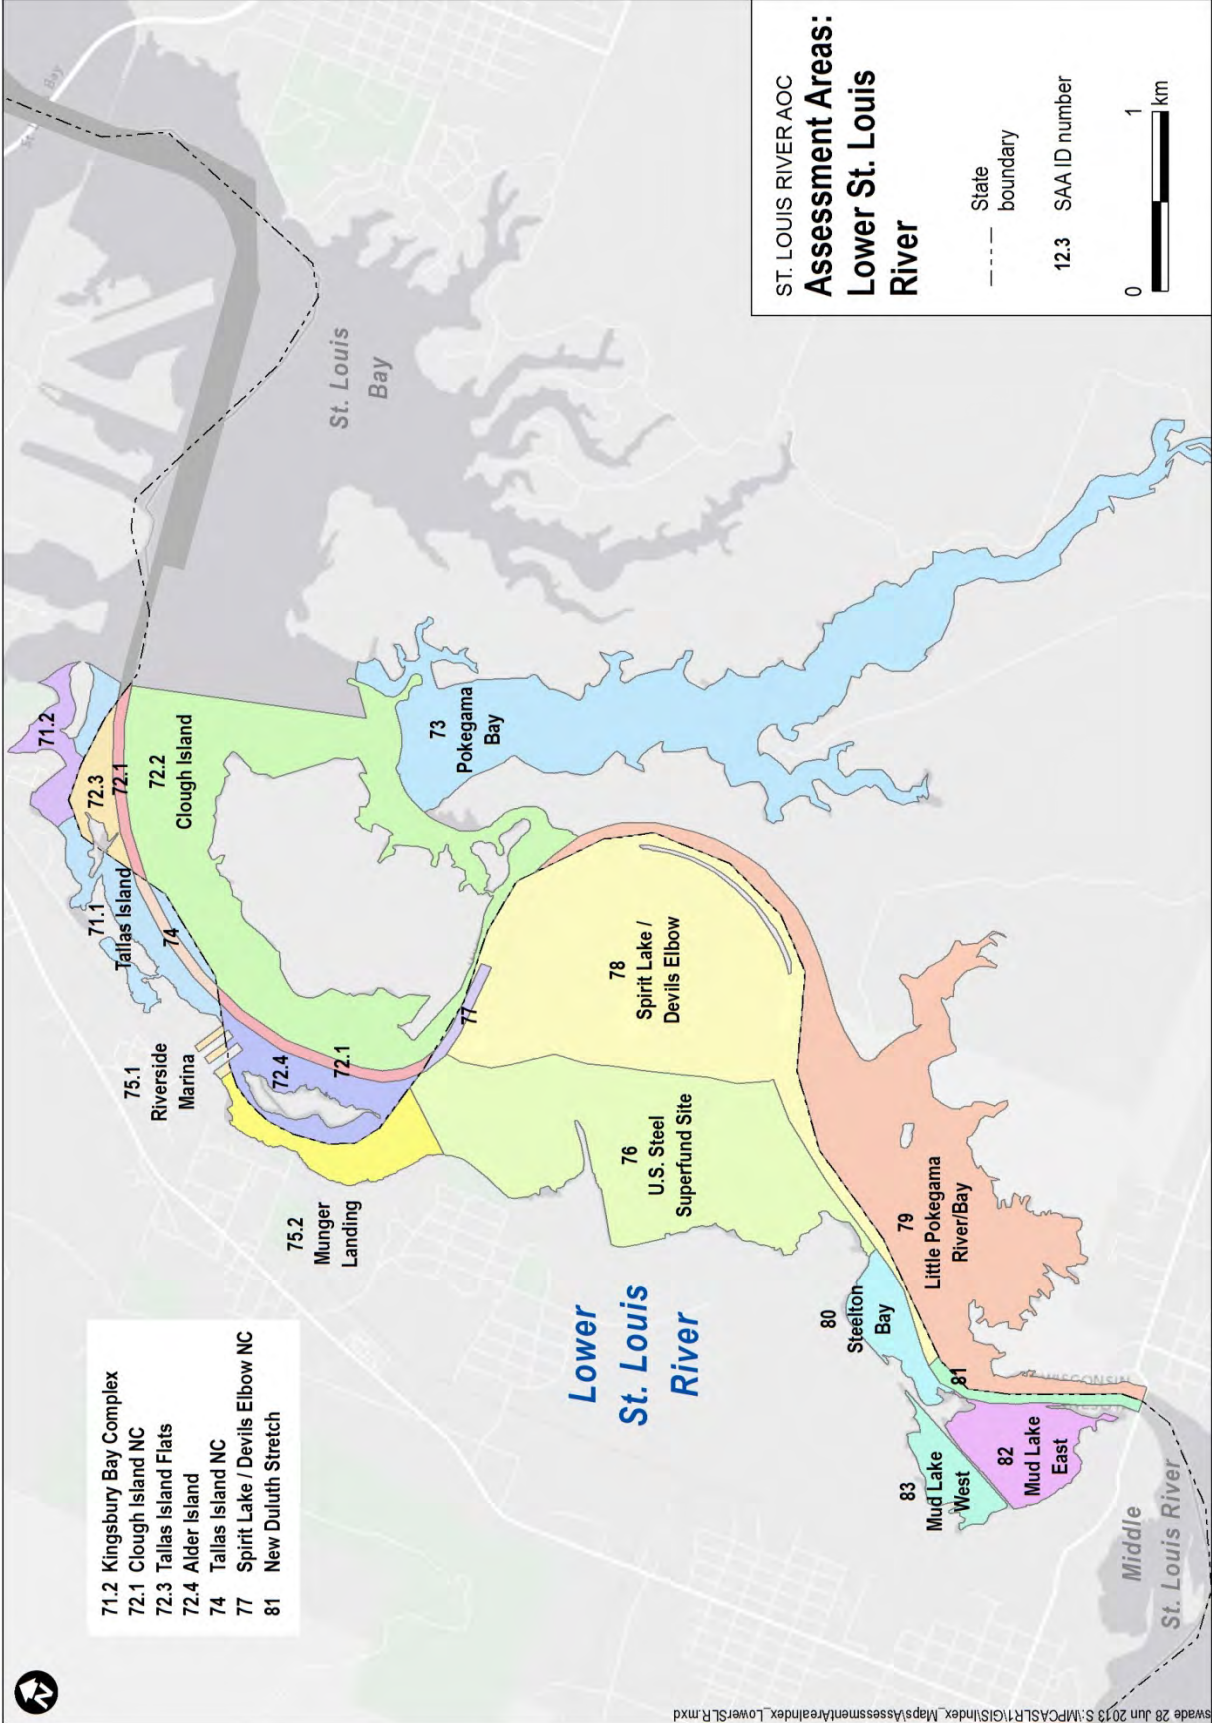 71.2 Kingsbury Bay Complex
72.1 Clough Island NC
72.3 Tallas Island Flats
72.4 Alder Island
74 Tallas Island NC
77 Spirit Lake / Devils Elbow NC
81 New Duluth Stretch
N
Bay
71.2
72.3
72.1
72.2
Clough Island
71.1
Tallas Island
74
75.1
Riverside
Marina
72.4
72.1
75.2
Munger
Landing
77
73
Pokegama
Bay
St. Louis
Bay
78
Spirit Lake /
Devils Elbow
76
U.S. Steel
Superfund Site
Lower
St. Louis
River
79
Little Pokegama
River/Bay
80
Steelton
Bay
81
WISCONSIN
82
Mud Lake
East
83
Mud Lake
West
Middle
St. Louis River
ST. LOUIS RIVER AOC
Assessment Areas:
Lower St. Louis
River
State
boundary
12.3 SAA ID number
0 1
km
swade 28 Jun 2013 S:\MPCASLR1\GIS\Index_Maps\AssessmentAreaIndex_LowerSLR.mxd